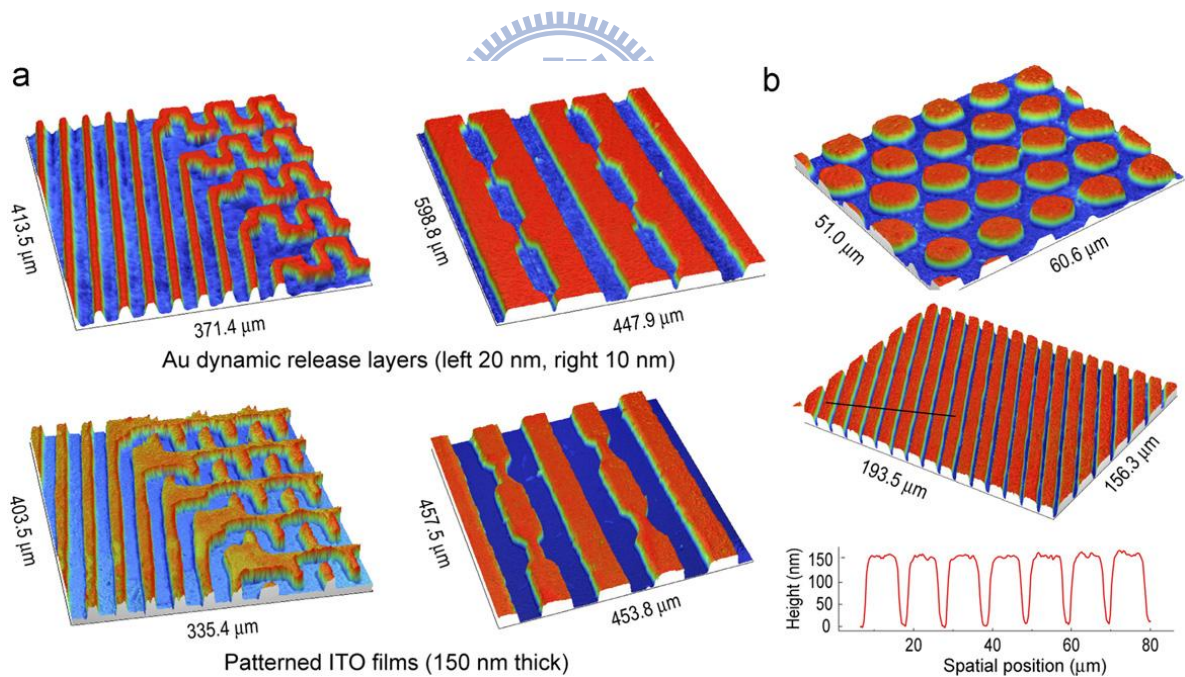 a
413.5 μm
371.4 μm
598.8 μm
447.9 μm
Au dynamic release layers (left 20 nm, right 10 nm)
403.5 μm
335.4 μm
457.5 μm
453.8 μm
Patterned ITO films (150 nm thick)
b
51.0 μm
60.6 μm
193.5 μm
156.3 μm
Height (nm)
150
100
50
0
20 40 60 80
Spatial position (μm)